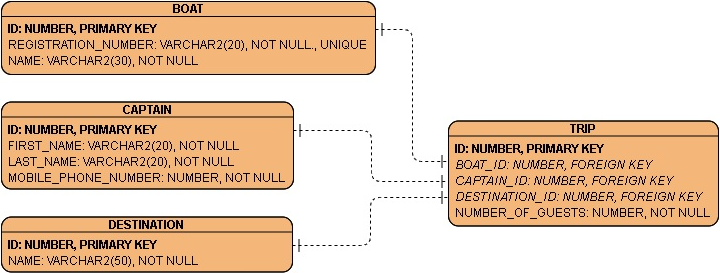 BOAT
ID: NUMBER, PRIMARY KEY
REGISTRATION_NUMBER: VARCHAR2(20), NOT NULL., UNIQUE
NAME: VARCHAR2(30), NOT NULL
CAPTAIN
ID: NUMBER, PRIMARY KEY
FIRST_NAME: VARCHAR2(20), NOT NULL
LAST_NAME: VARCHAR2(20), NOT NULL
MOBILE_PHONE_NUMBER: NUMBER, NOT NULL
DESTINATION
ID: NUMBER, PRIMARY KEY
NAME: VARCHAR2(50), NOT NULL
TRIP
ID: NUMBER, PRIMARY KEY
BOAT_ID: NUMBER, FOREIGN KEY
CAPTAIN_ID: NUMBER, FOREIGN KEY
DESTINATION_ID: NUMBER, FOREIGN KEY
NUMBER_OF_GUESTS: NUMBER, NOT NULL